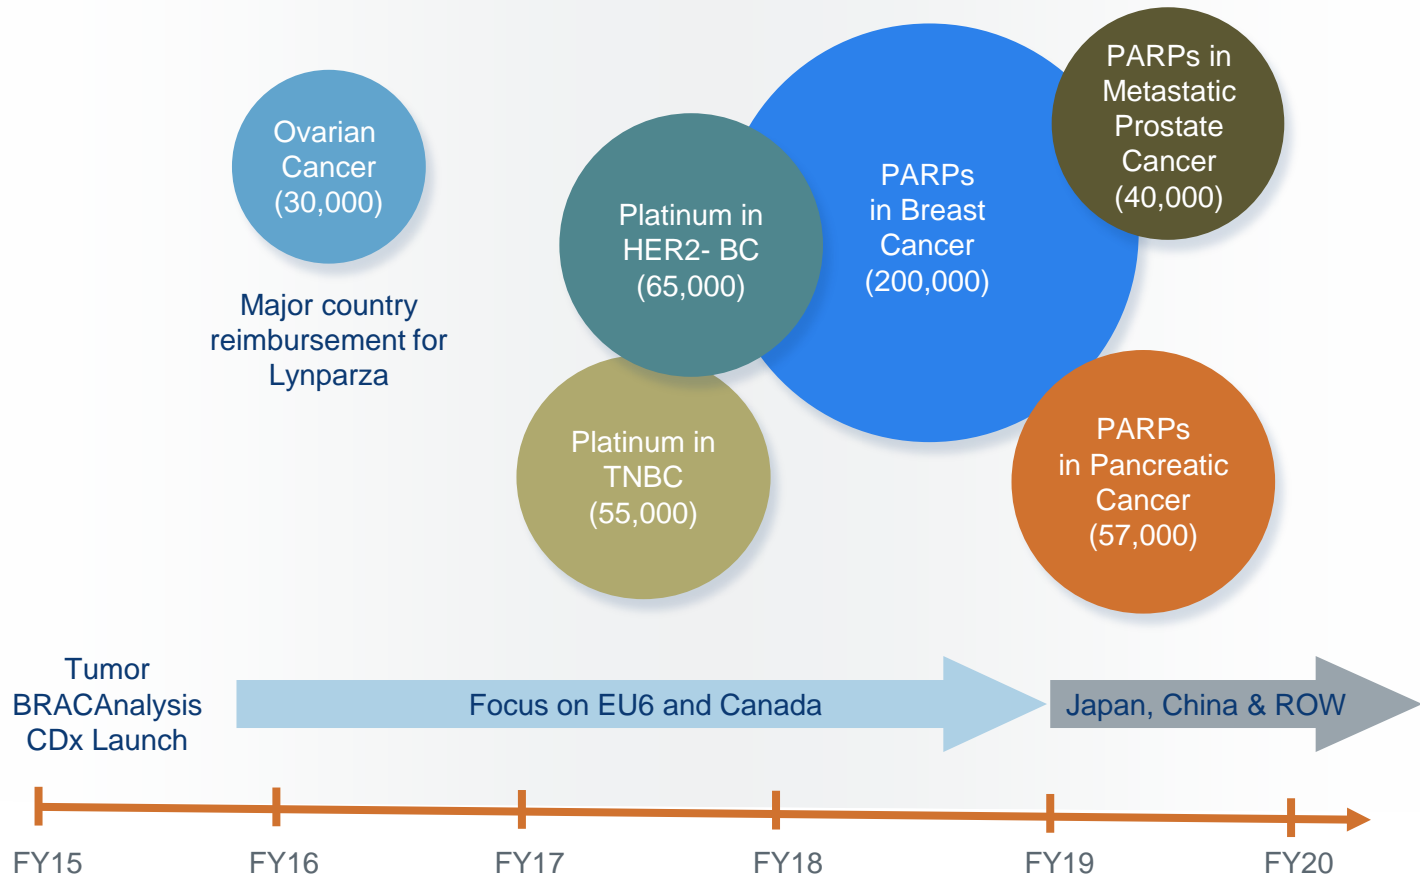 Ovarian
Cancer
(30,000)
Major country
reimbursement for
Lynparza
Platinum in
HER2- BC
(65,000)
Platinum in
TNBC
(55,000)
PARPs
in Breast
Cancer
(200,000)
PARPs in
Metastatic
Prostate
Cancer
(40,000)
PARPs
in Pancreatic
Cancer
(57,000)
Tumor
BRACAnalysis
CDx Launch
Focus on EU6 and Canada
Japan, China & ROW
FY15
FY16
FY17
FY18
FY19
FY20